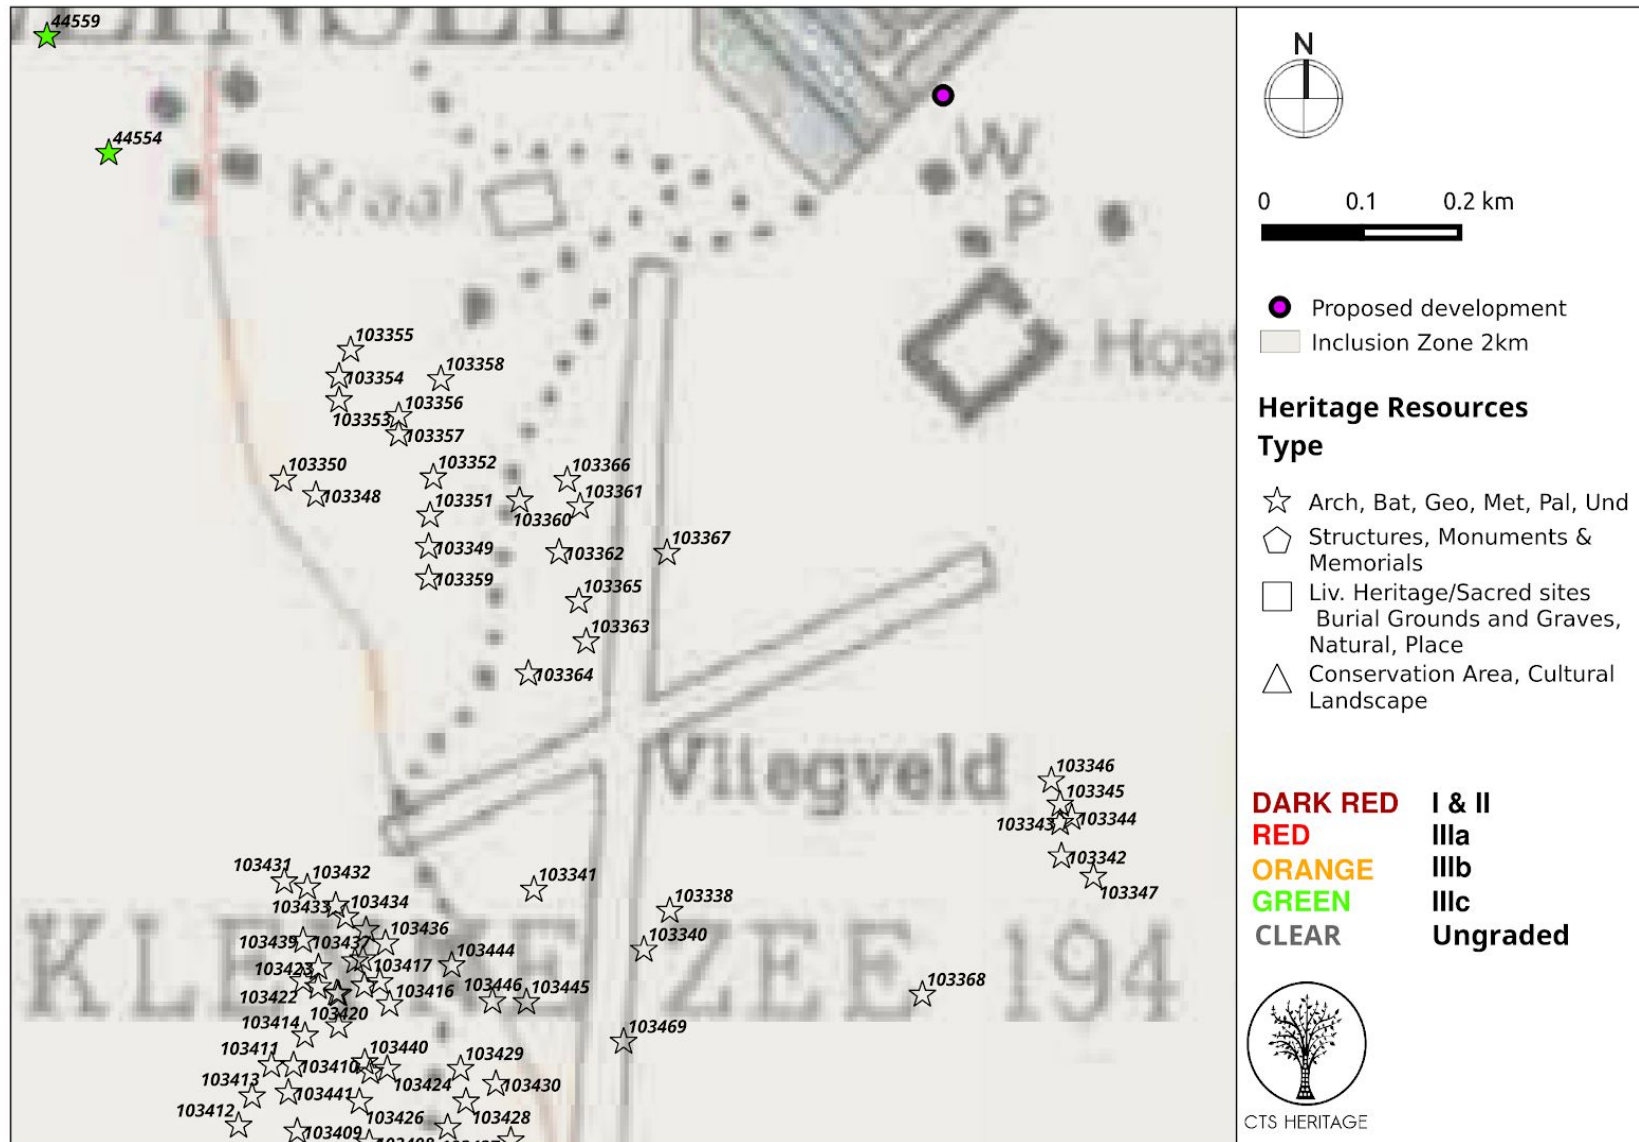 44559
44554
Kraal
W
P
Hos
103355
103354
103358
103353
103356
103357
103350
103348
103352
103351
103349
103359
103366
103361
103360
103362
103367
103365
103363
103364
Vliegveld
103346
103345
103343
103344
103342
103347
103431
103432
103341
103433
103434
103338
103439
103437
103436
103340
103444
103423
103417
103422
103416
103446
103445
103368
KLEINE ZEE 194
103420
103414
103469
103411
103410
103440
103429
103413
103424
103430
103441
103412
103426
103428
103409
N
0 0.1 0.2 km
Proposed development
Inclusion Zone 2km
Heritage Resources
Type
Arch, Bat, Geo, Met, Pal, Und
Structures, Monuments &
Memorials
Liv. Heritage/Sacred sites
Burial Grounds and Graves,
Natural, Place
Conservation Area, Cultural
Landscape
DARK RED I & II
RED IIIa
ORANGE IIIb
GREEN IIIc
CLEAR Ungraded
CTS HERITAGE